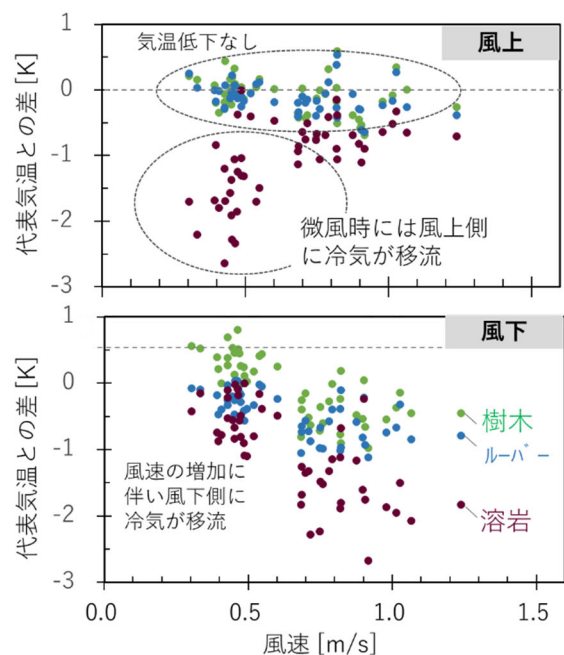 1
0
-1
-2
-3
代表気温との差 [K]
気温低下なし
風上
微風時には風上側
に冷気が移流
1
0
-1
-2
-3
代表気温との差 [K]
風下
樹木
ルーバー
溶岩
風速の増加に
伴い風下側に
冷気が移流
0.0
0.5
1.0
1.5
風速 [m/s]